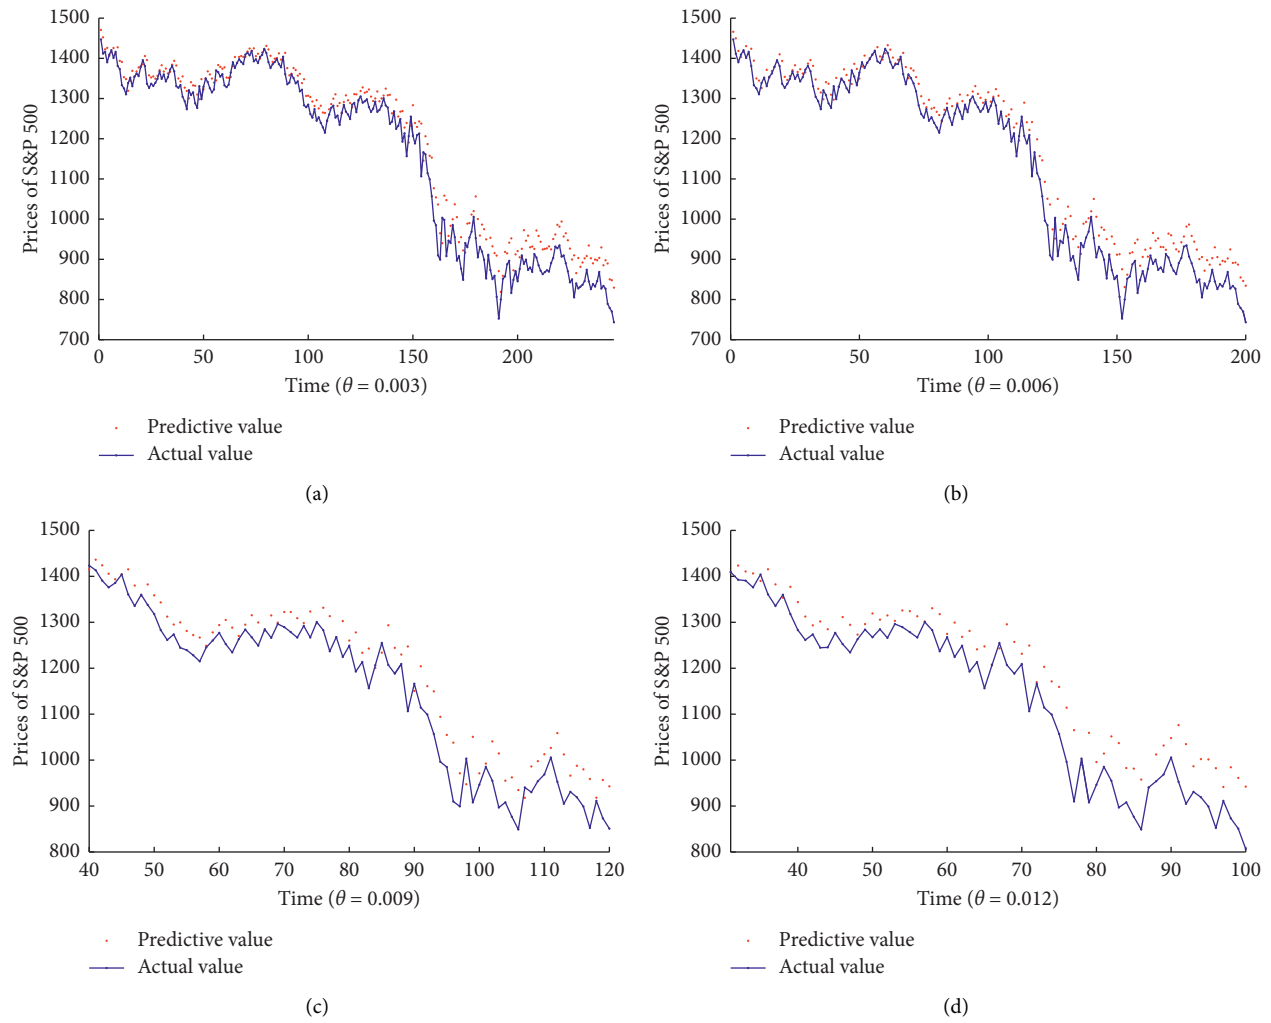 1500
1400
1300
1200
1100
1000
900
800
700
Prices of S&P 500
0 50 100 150 200
Time (θ = 0.003)
Predictive value
Actual value
(a)
1500
1400
1300
1200
1100
1000
900
800
700
Prices of S&P 500
0 50 100 150 200
Time (θ = 0.006)
Predictive value
Actual value
(b)
1500
1400
1300
1200
1100
1000
900
800
Prices of S&P 500
40 50 60 70 80 90 100 110 120
Time (θ = 0.009)
Predictive value
Actual value
(c)
1500
1400
1300
1200
1100
1000
900
800
Prices of S&P 500
40 50 60 70 80 90 100
Time (θ = 0.012)
Predictive value
Actual value
(d)